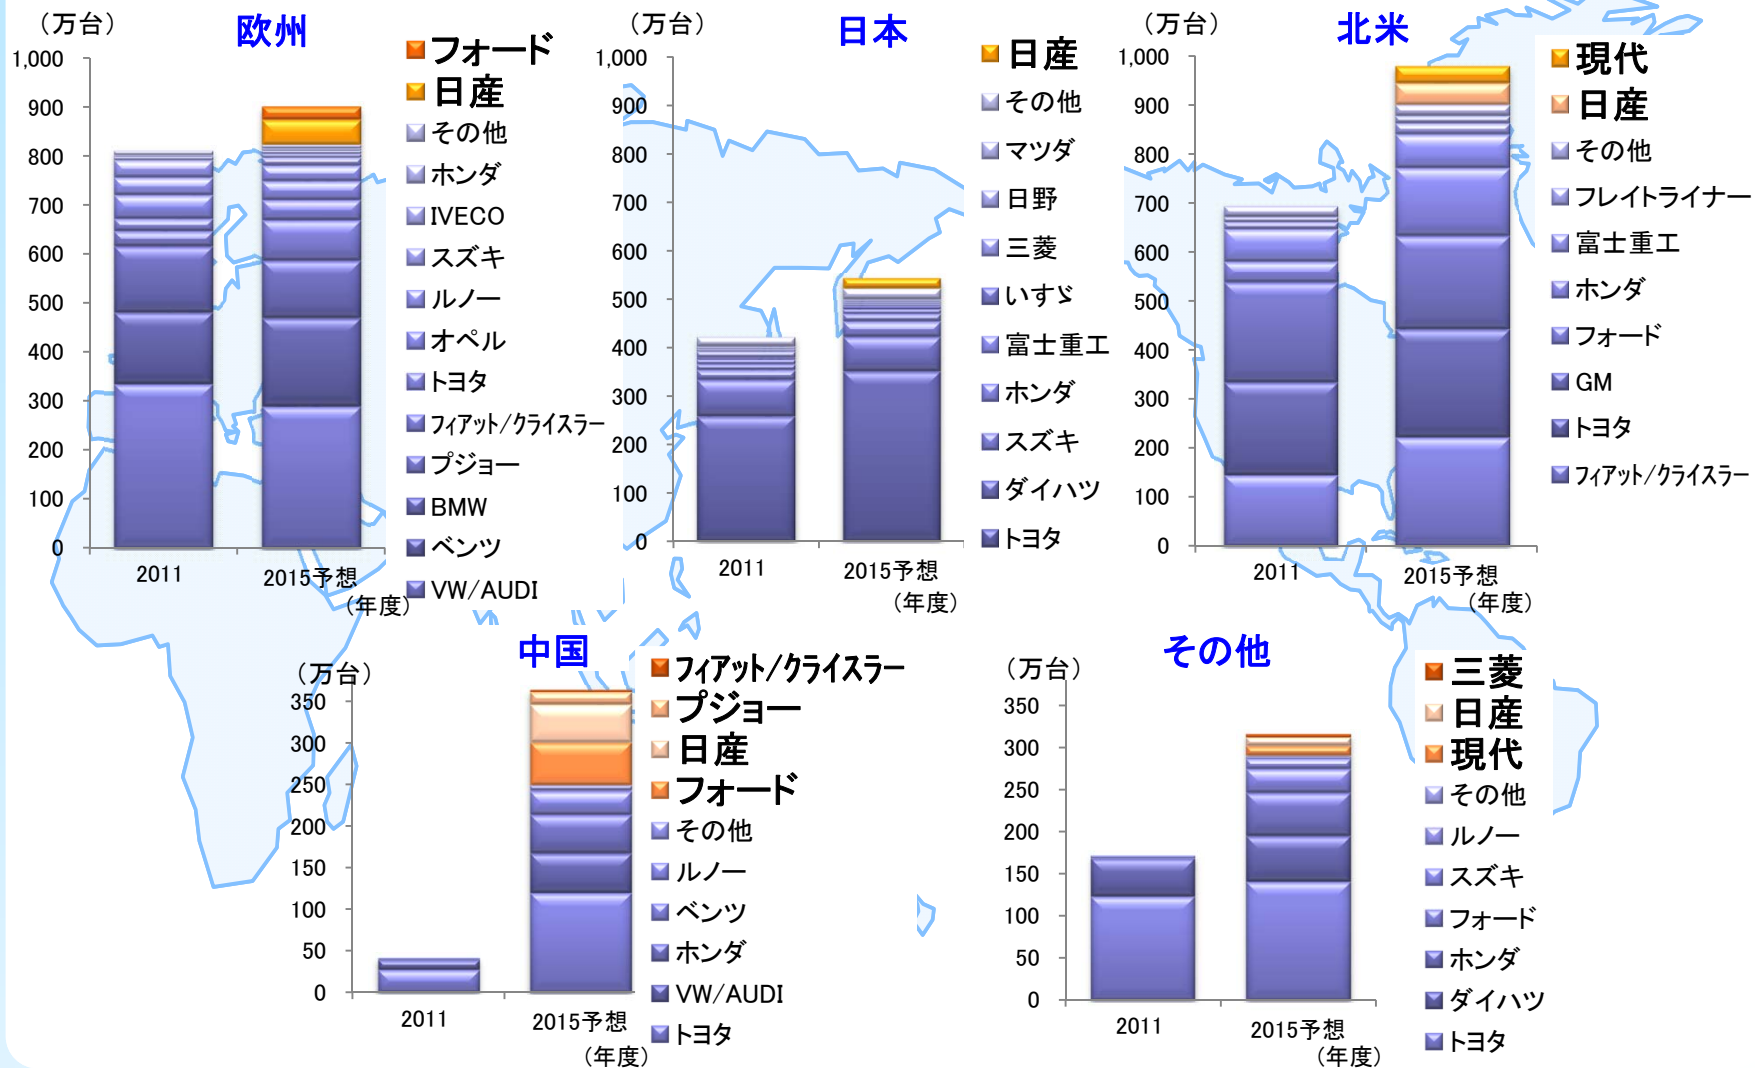 欧州
（万台）
1,000
900
800
700
600
500
400
300
200
100
0
2011
2015予想
（年度）
フォード
日産
その他
ホンダ
IVECO
スズキ
ルノー
オペル
トヨタ
フィアット/クライスラー
プジョー
BMW
ベンツ
VW/AUDI
日本
（万台）
1,000
900
800
700
600
500
400
300
200
100
0
2011
2015予想
（年度）
日産
その他
マツダ
日野
三菱
いすゞ
富士重工
ホンダ
スズキ
ダイハツ
トヨタ
北米
（万台）
1,000
900
800
700
600
500
400
300
200
100
0
2011
2015予想
（年度）
現代
日産
その他
フレイトライナー
富士重工
ホンダ
フォード
GM
トヨタ
フィアット/クライスラー
中国
（万台）
350
300
250
200
150
100
50
0
2011
2015予想
（年度）
フィアット/クライスラー
プジョー
日産
フォード
その他
ルノー
ベンツ
ホンダ
VW/AUDI
トヨタ
その他
（万台）
350
300
250
200
150
100
50
0
2011
2015予想
（年度）
三菱
日産
現代
その他
ルノー
スズキ
フォード
ホンダ
ダイハツ
トヨタ